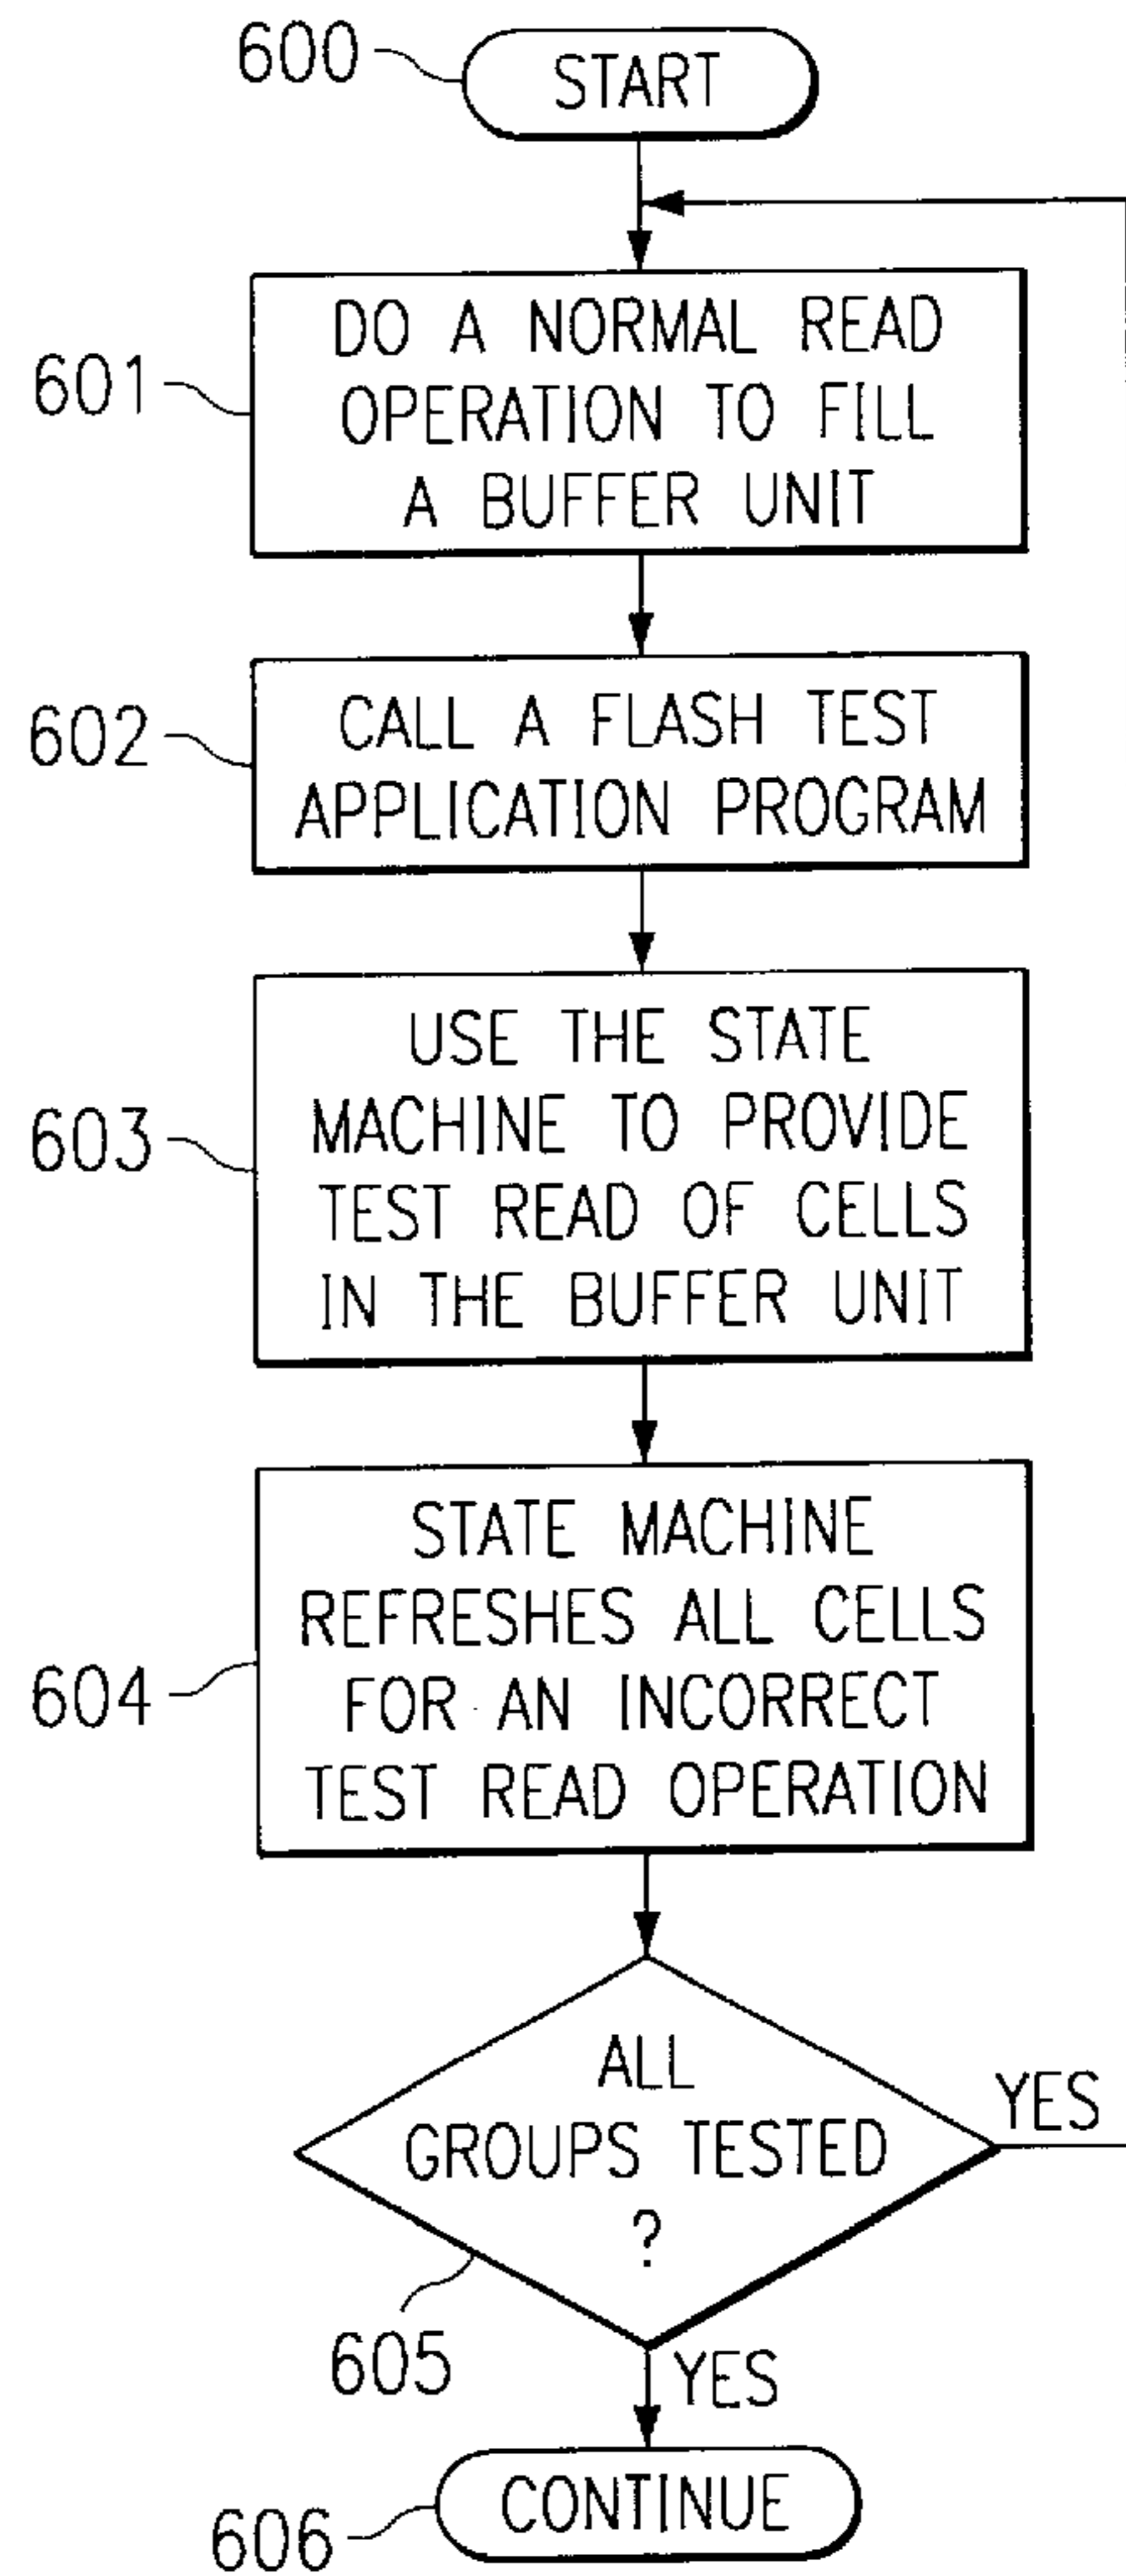 600
START
601
DO A NORMAL READ
OPERATION TO FILL
A BUFFER UNIT
602
CALL A FLASH TEST
APPLICATION PROGRAM
603
USE THE STATE
MACHINE TO PROVIDE
TEST READ OF CELLS
IN THE BUFFER UNIT
604
STATE MACHINE
REFRESHES ALL CELLS
FOR AN INCORRECT
TEST READ OPERATION
ALL
GROUPS TESTED
?
YES
605
YES
CONTINUE
606